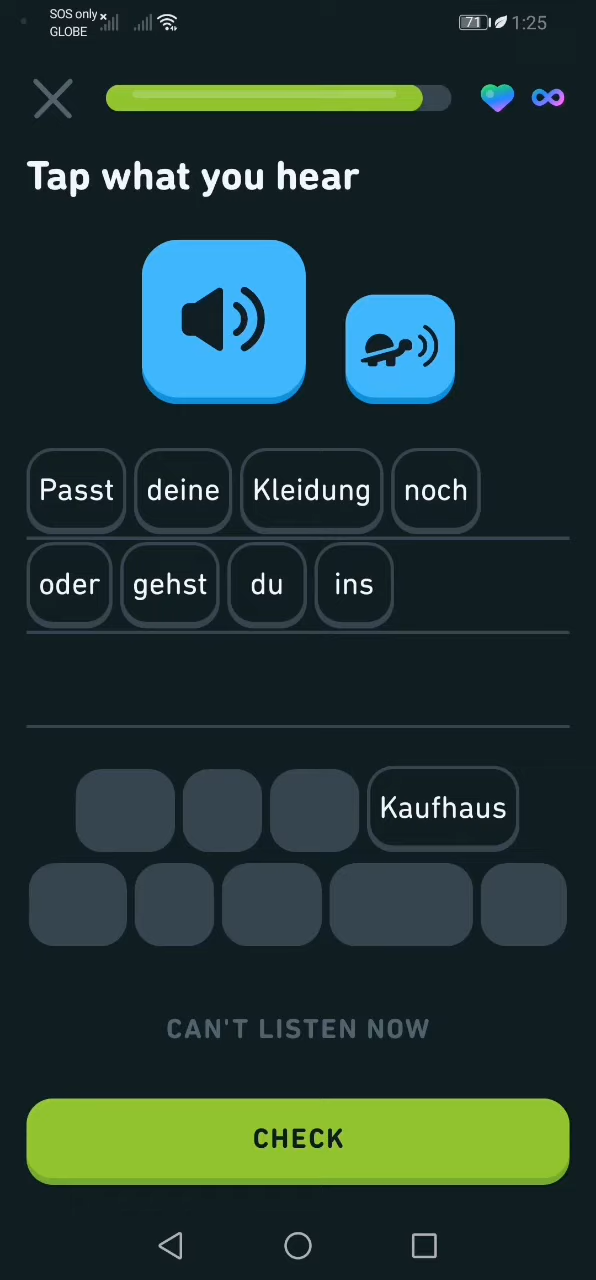 SOS only
GLOBE
71
1:25
Tap what you hear
Passt deine Kleidung noch
oder gehst du ins
Kaufhaus
CAN'T LISTEN NOW
CHECK